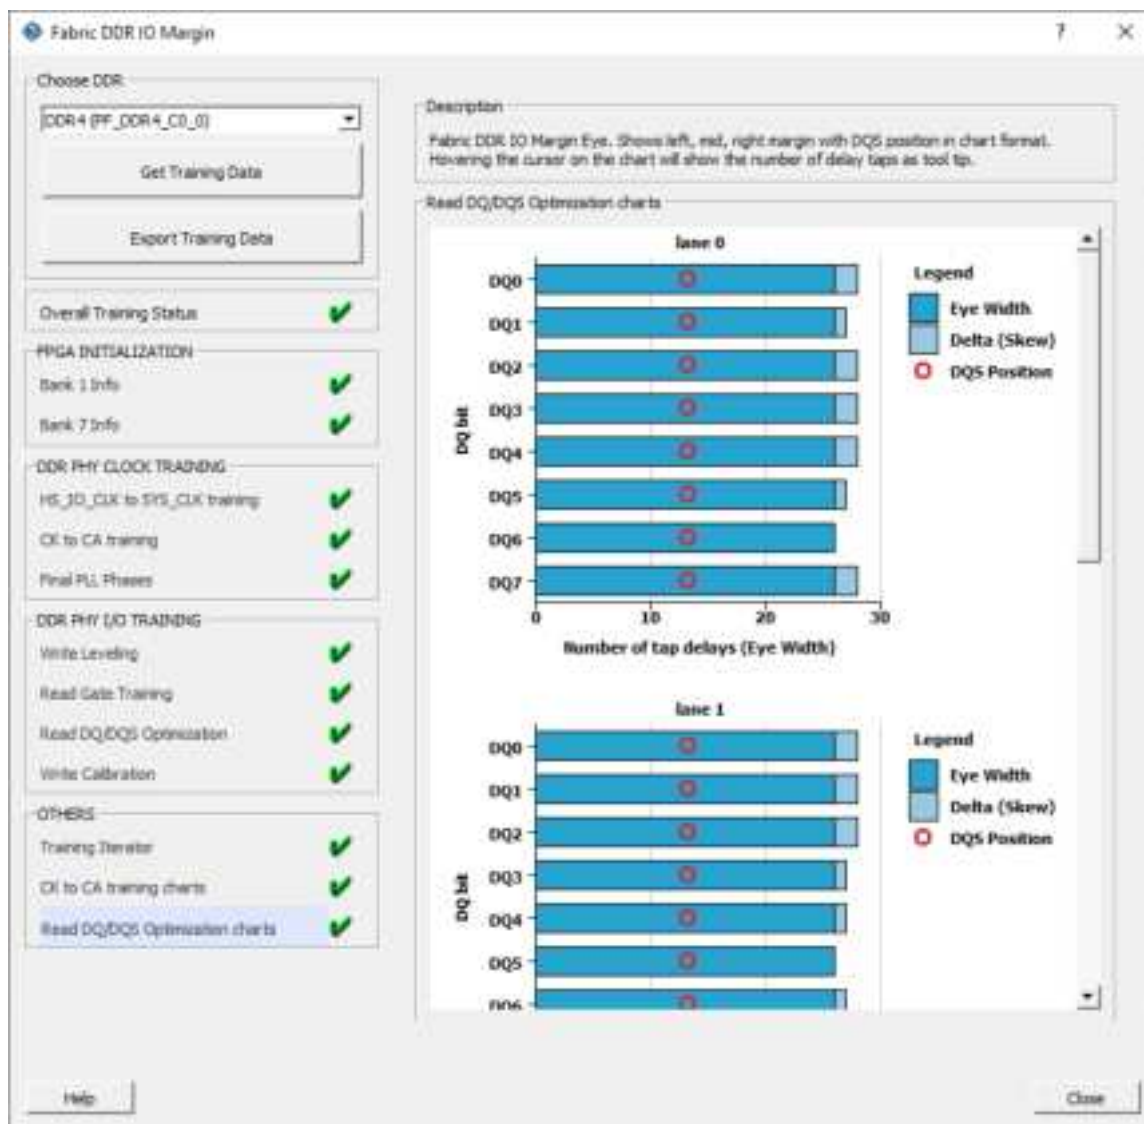 Fabric DDR IO Margin
? ×
Choose DDR
DDR4 (PF_DDR4_C0_0)
Get Training Data
Export Training Data
Overall Training Status
FPGA INITIALIZATION
Bank 1 Info
Bank 7 Info
DDR PHY CLOCK TRAINING
HS_IO_CLK to SYS_CLK training
CK to CA training
Final PLL Phases
DDR PHY I/O TRAINING
Write Leveling
Read Gate Training
Read DQ/DQS Optimization
Write Calibration
OTHERS
Training Iterator
CK to CA training charts
Read DQ/DQS Optimization charts
Description
Fabric DDR IO Margin Eye. Shows left, mid, right margin with DQS position in chart format.
Hovering the cursor on the chart will show the number of delay taps as tool tip.
Read DQ/DQS Optimization charts
lane 0
DQ bit
DQ0
DQ1
DQ2
DQ3
DQ4
DQ5
DQ6
DQ7
0 10 20 30
Number of tap delays (Eye Width)
Legend
Eye Width
Delta (Skew)
DQS Position
lane 1
DQ bit
DQ0
DQ1
DQ2
DQ3
DQ4
DQ5
DQ6
Legend
Eye Width
Delta (Skew)
DQS Position
Help
Close